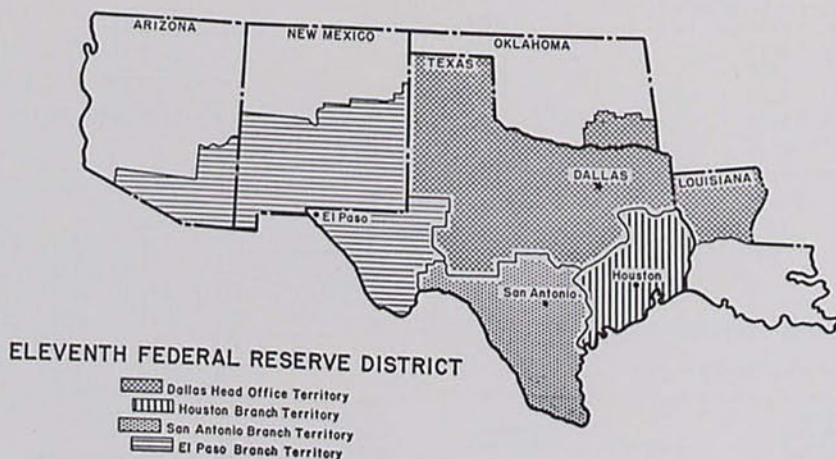 ARIZONA
NEW MEXICO
OKLAHOMA
TEXAS
DALLAS
LOUISIANA
El Paso
Houston
San Antonio
ELEVENTH FEDERAL RESERVE DISTRICT
Dallas Head Office Territory
Houston Branch Territory
San Antonio Branch Territory
El Paso Branch Territory